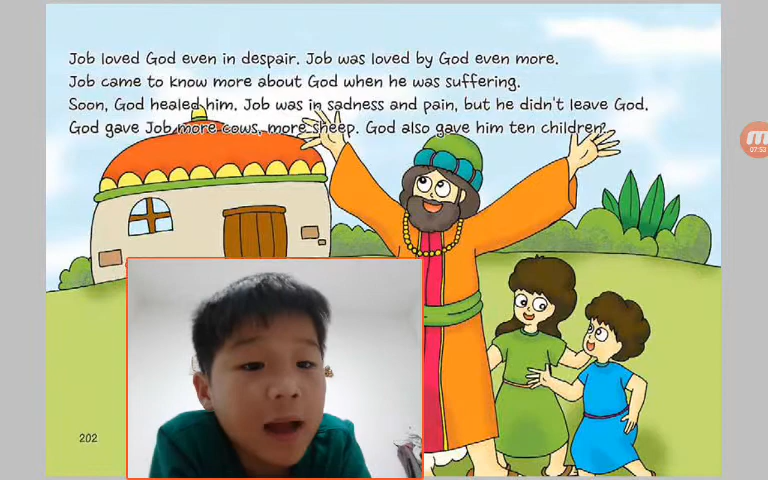 Job loved God even in despair. Job was loved by God even more.
Job came to know more about God when he was suffering.
Soon, God healed him. Job was in sadness and pain, but he didn't leave God.
God gave Job more cows, more sheep. God also gave him ten children.
202
M
07:53